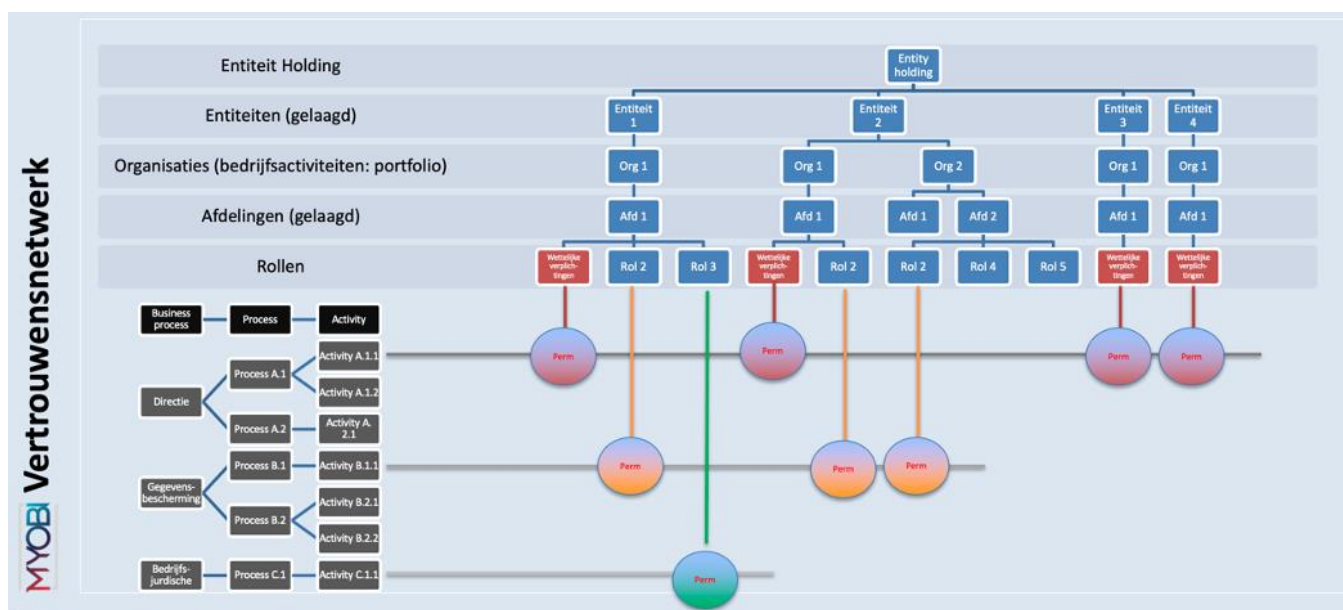 MYOBI Vertrouwensnetwerk
Entiteit Holding
Entity
holding
Entiteiten (gelaagd)
Entiteit
1
Entiteit
2
Entiteit
3
Entiteit
4
Organisaties (bedrijfsactiviteiten: portfolio)
Org 1
Org 1
Org 2
Org 1
Org 1
Afdelingen (gelaagd)
Afd 1
Afd 1
Afd 1
Afd 2
Afd 1
Afd 1
Rollen
Wettelijke
verplich-
tingen
Rol 2
Rol 3
Wettelijke
verplich-
tingen
Rol 2
Rol 2
Rol 4
Rol 5
Wettelijke
verplich-
tingen
Wettelijke
verplich-
tingen
Business
process
Process
Activity
Directie
Process A.1
Activity A.1.1
Activity A.1.2
Process A.2
Activity A.
2.1
Gegevens-
bescherming
Process B.1
Activity B.1.1
Process B.2
Activity B.2.1
Activity B.2.2
Bedrijfs-
jurdische
Process C.1
Activity C.1.1
Perm
Perm
Perm
Perm
Perm
Perm
Perm
Perm